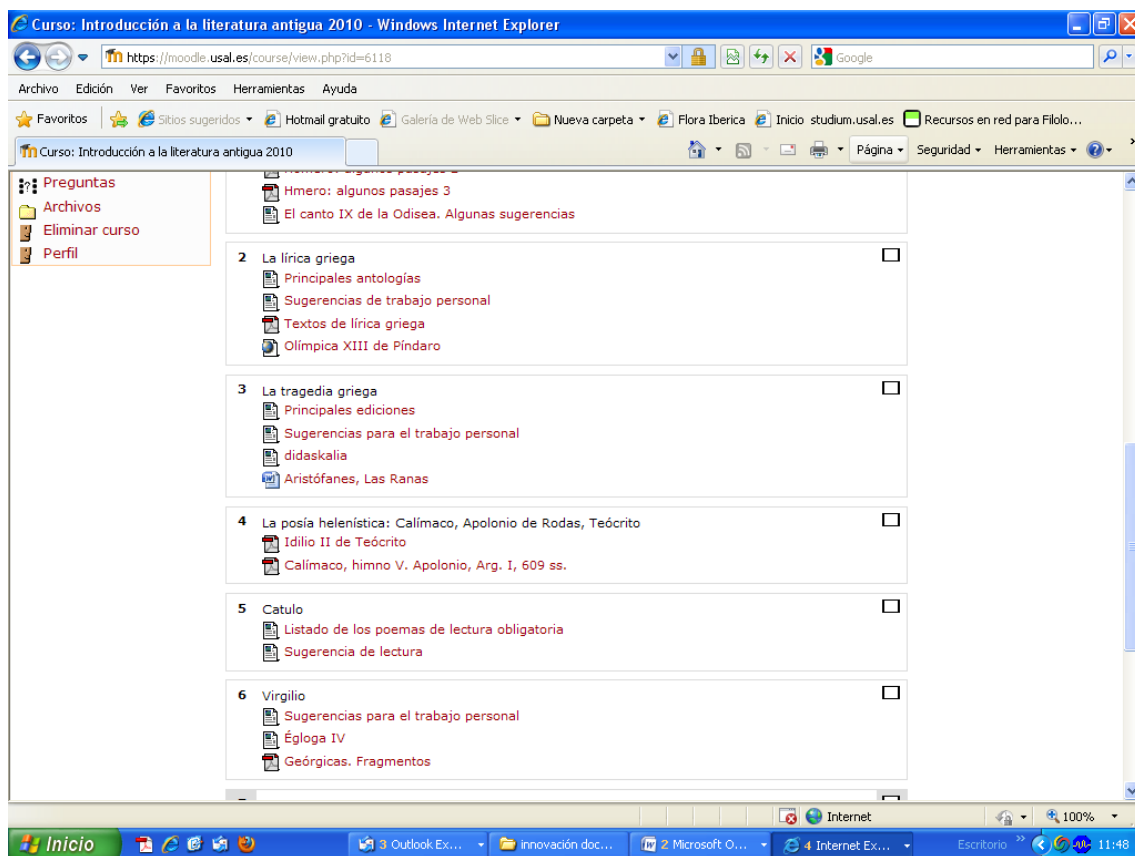 Curso: Introducción a la literatura antigua 2010 - Windows Internet Explorer
https://moodle.usal.es/course/view.php?id=6118
Google
Archivo Edición Ver Favoritos Herramientas Ayuda
Favoritos Sitios sugeridos Hotmail gratuito Galería de Web Slice Nueva carpeta Flora Iberica Inicio studium.usal.es Recursos en red para Filolo...
Curso: Introducción a la literatura antigua 2010
Página Seguridad Herramientas
Preguntas
Archivos
Eliminar curso
Perfil
Homero: algunos pasajes 2
Hmero: algunos pasajes 3
El canto IX de la Odisea. Algunas sugerencias
2 La lírica griega
Principales antologías
Sugerencias de trabajo personal
Textos de lírica griega
Olímpica XIII de Píndaro
3 La tragedia griega
Principales ediciones
Sugerencias para el trabajo personal
didaskalia
Aristófanes, Las Ranas
4 La posía helenística: Calímaco, Apolonio de Rodas, Teócrito
Idilio II de Teócrito
Calímaco, himno V. Apolonio, Arg. I, 609 ss.
5 Catulo
Listado de los poemas de lectura obligatoria
Sugerencia de lectura
6 Virgilio
Sugerencias para el trabajo personal
Égloga IV
Geórgicas. Fragmentos
Internet 100%
Inicio 3 Outlook Ex... innovación doc... 2 Microsoft O... 4 Internet Ex... Escritorio 11:48